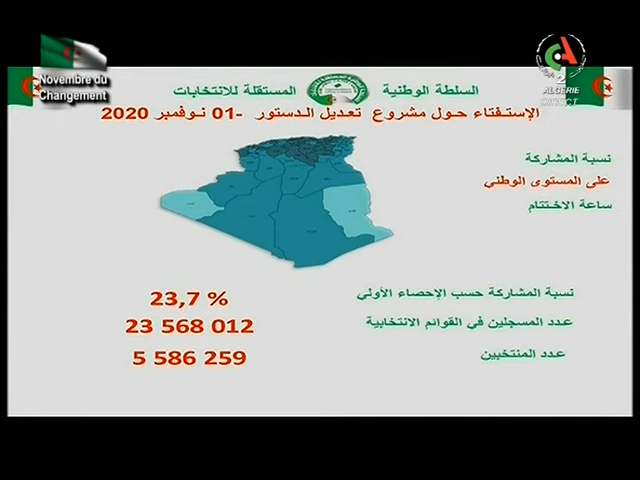 Novembre du
Changement
2
ALGERIE
DIRECT
السلطة الوطنية المستقلة للانتخابات
الإستفتاء حول مشروع تعديل الدستور -01 نوفمبر 2020
نسبة المشاركة
على المستوى الوطني
ساعة الاختتام
نسبة المشاركة حسب الإحصاء الأولي 23,7 %
عدد المسجلين في القوائم الانتخابية 23 568 012
عدد المنتخبين 5 586 259